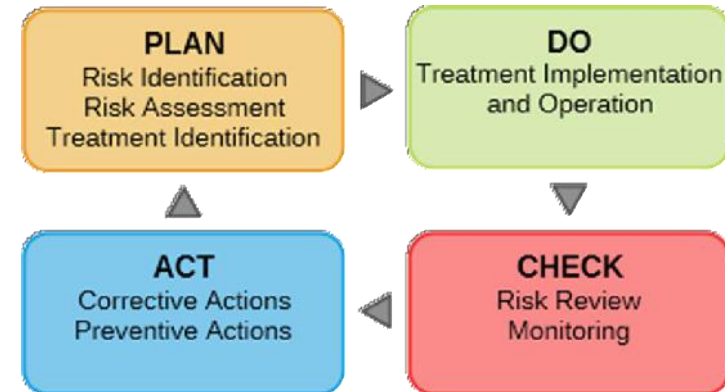 PLAN
Risk Identification
Risk Assessment
Treatment Identification
DO
Treatment Implementation
and Operation
ACT
Corrective Actions
Preventive Actions
CHECK
Risk Review
Monitoring